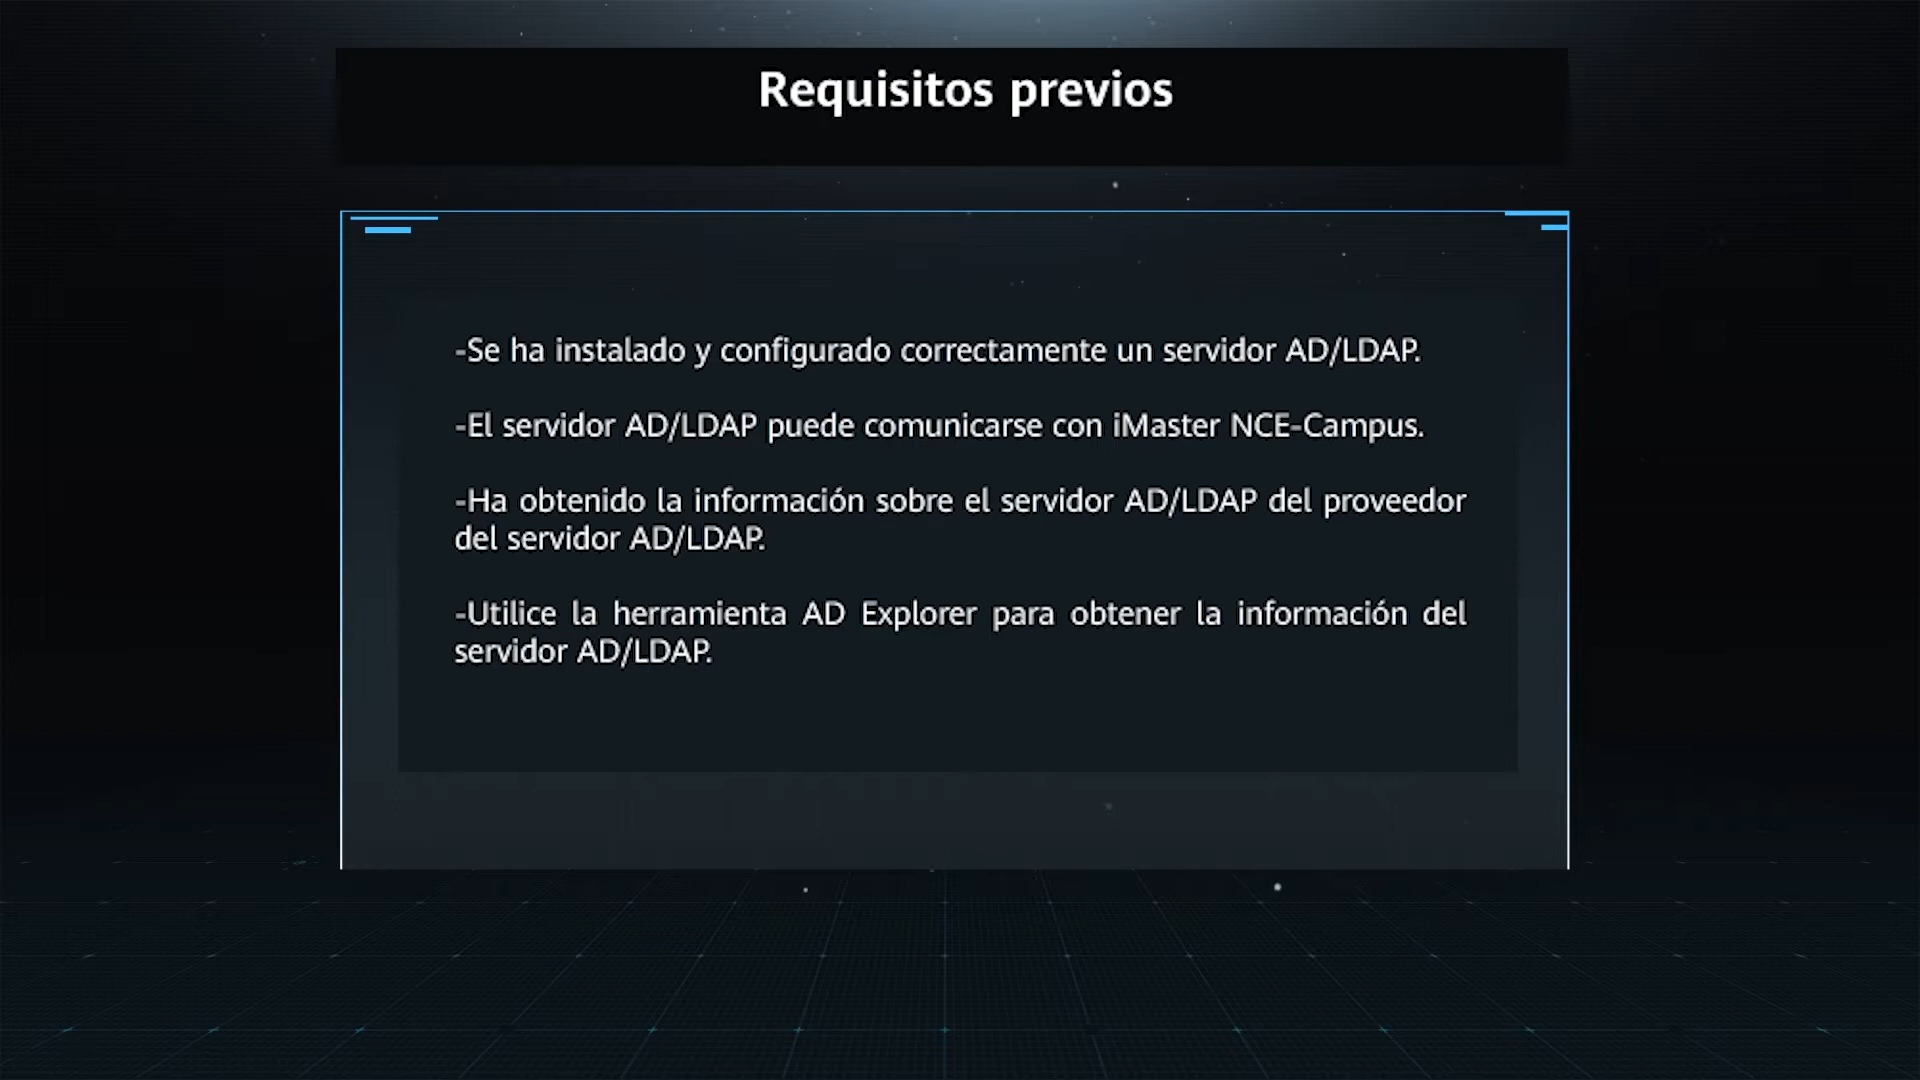 Requisitos previos
-Se ha instalado y configurado correctamente un servidor AD/LDAP.
-El servidor AD/LDAP puede comunicarse con iMaster NCE-Campus.
-Ha obtenido la información sobre el servidor AD/LDAP del proveedor
del servidor AD/LDAP.
-Utilice la herramienta AD Explorer para obtener la información del
servidor AD/LDAP.